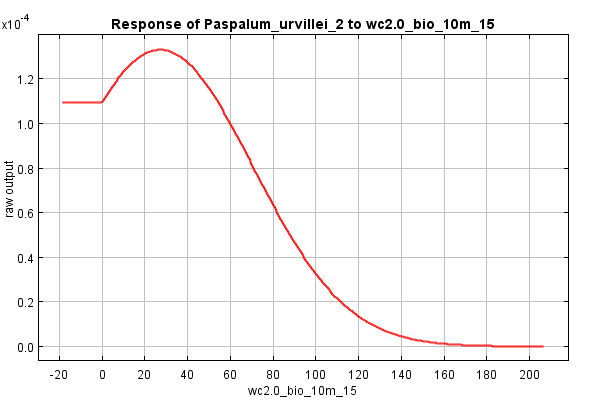 Response of Paspalum_urvillei_2 to wc2.0_bio_10m_15
x10^-4
1.2
1.0
0.8
0.6
0.4
0.2
0.0
raw output
-20 0 20 40 60 80 100 120 140 160 180 200
wc2.0_bio_10m_15